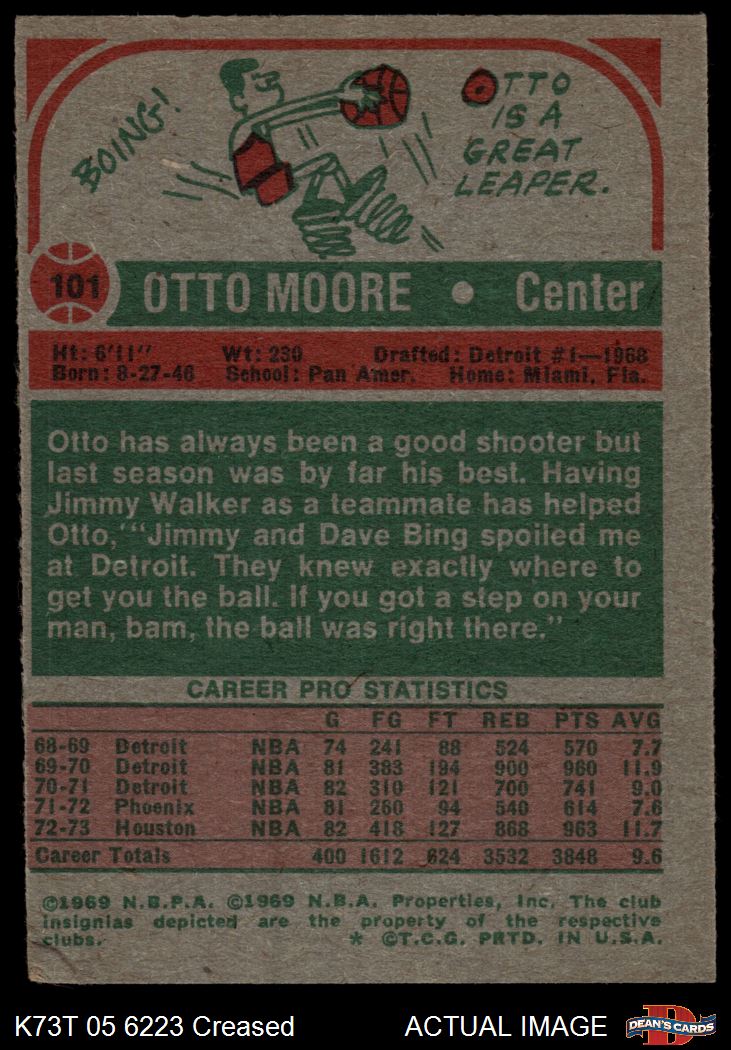 BOING!
OTTO
IS A
GREAT
LEAPER.
101 OTTO MOORE • Center
Ht: 6'11" Wt: 230 Drafted: Detroit #1—1968
Born: 8-27-46 School: Pan Amer. Home: Miami, Fla.
Otto has always been a good shooter but
last season was by far his best. Having
Jimmy Walker as a teammate has helped
Otto,""Jimmy and Dave Bing spoiled me
at Detroit. They knew exactly where to
get you the ball. If you got a step on your
man, bam, the ball was right there."
CAREER PRO STATISTICS
G FG FT REB PTS AVG
68-69 Detroit NBA 74 241 88 524 570 7.7
69-70 Detroit NBA 81 383 194 900 960 11.9
70-71 Detroit NBA 82 310 121 700 741 9.0
71-72 Phoenix NBA 81 260 94 540 614 7.6
72-73 Houston NBA 82 418 127 868 963 11.7
Career Totals 400 1612 624 3532 3848 9.6
©1969 N.B.P.A. ©1969 N.B.A. Properties, Inc. The club
insignias depicted are the property of the respective
clubs. * ©T.C.G. PRTD. IN U.S.A.
K73T 05 6223 Creased ACTUAL IMAGE
D
DEAN'S CARDS